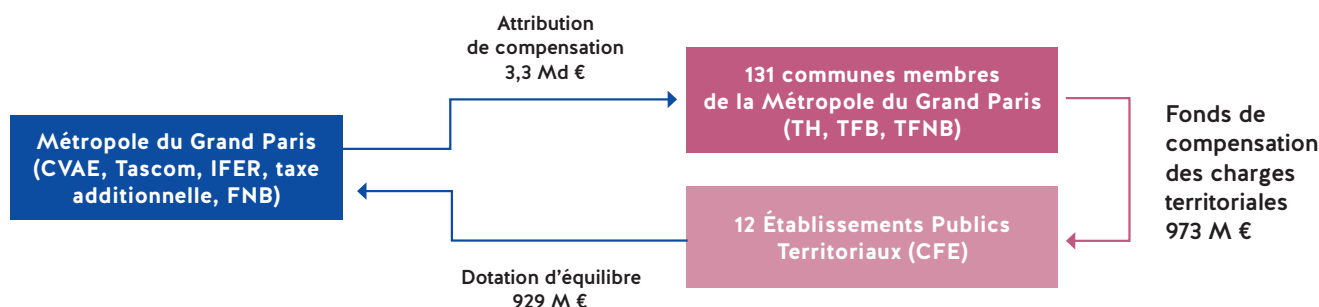 Attribution
de compensation
3,3 Md €
131 communes membres
de la Métropole du Grand Paris
(TH, TFB, TFNB)
Métropole du Grand Paris
(CVAE, Tascom, IFER, taxe
additionnelle, FNB)
Fonds de
compensation
des charges
territoriales
973 M €
12 Établissements Publics
Territoriaux (CFE)
Dotation d’équilibre
929 M €